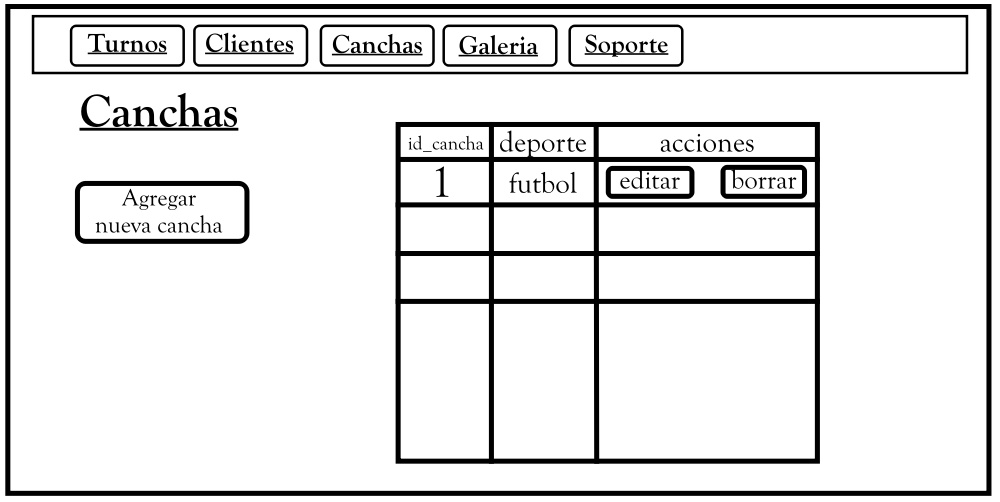 Turnos Clientes Canchas Galeria Soporte
Canchas
Agregar
nueva cancha
id_cancha deporte acciones
1 futbol editar borrar